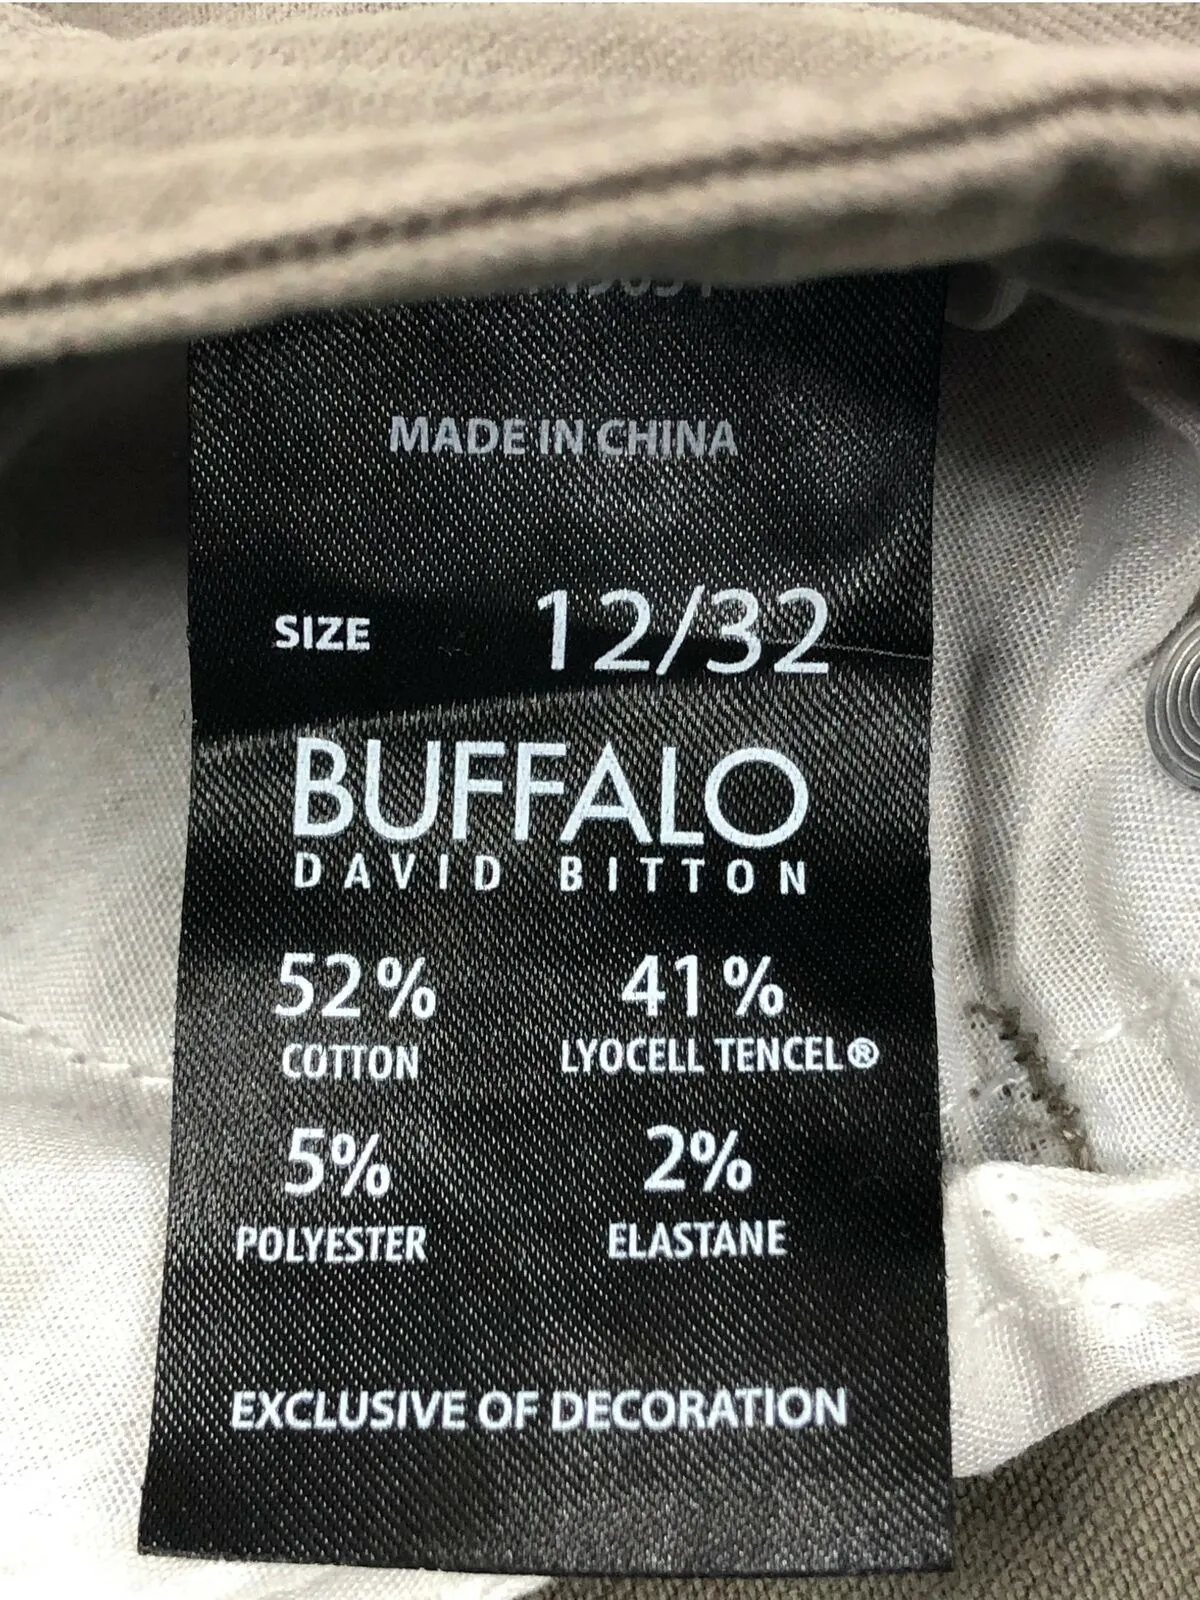 MADE IN CHINA
SIZE 12/32
BUFFALO
DAVID BITTON
52% 41%
COTTON LYOCELL TENCEL®
5% 2%
POLYESTER ELASTANE
EXCLUSIVE OF DECORATION